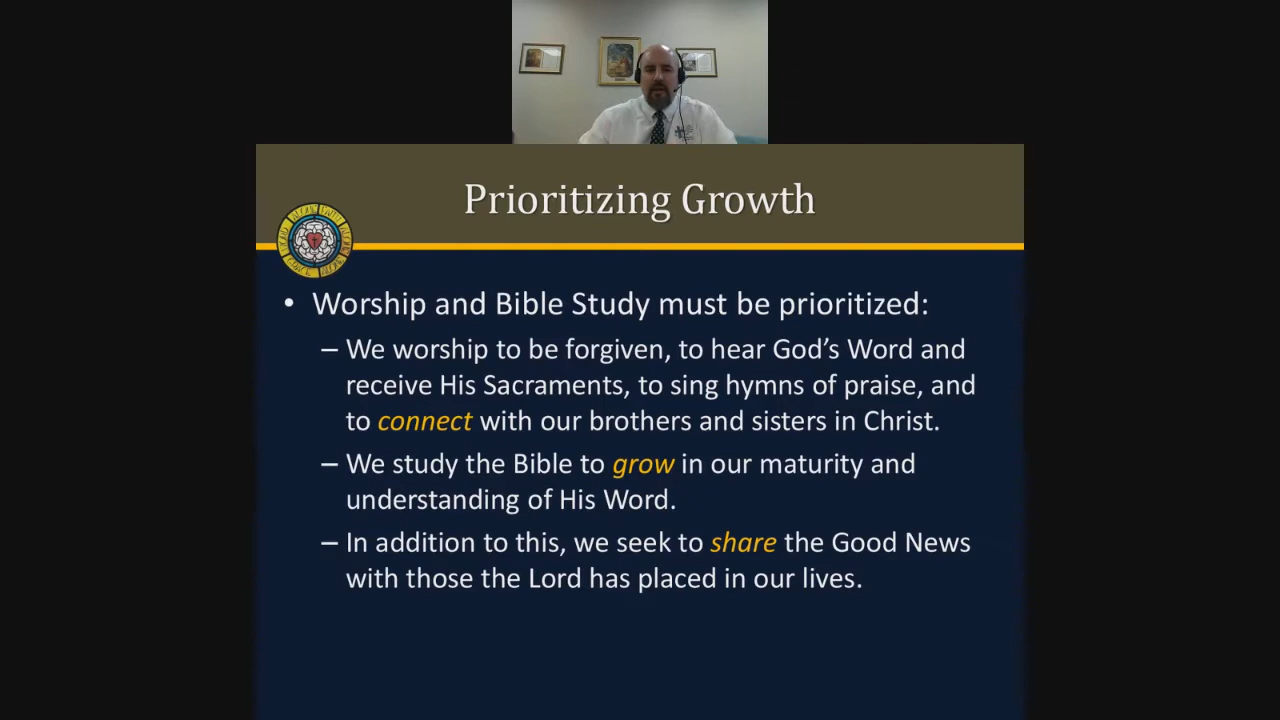 Prioritizing Growth
• Worship and Bible Study must be prioritized:
– We worship to be forgiven, to hear God’s Word and
receive His Sacraments, to sing hymns of praise, and
to connect with our brothers and sisters in Christ.
– We study the Bible to grow in our maturity and
understanding of His Word.
– In addition to this, we seek to share the Good News
with those the Lord has placed in our lives.